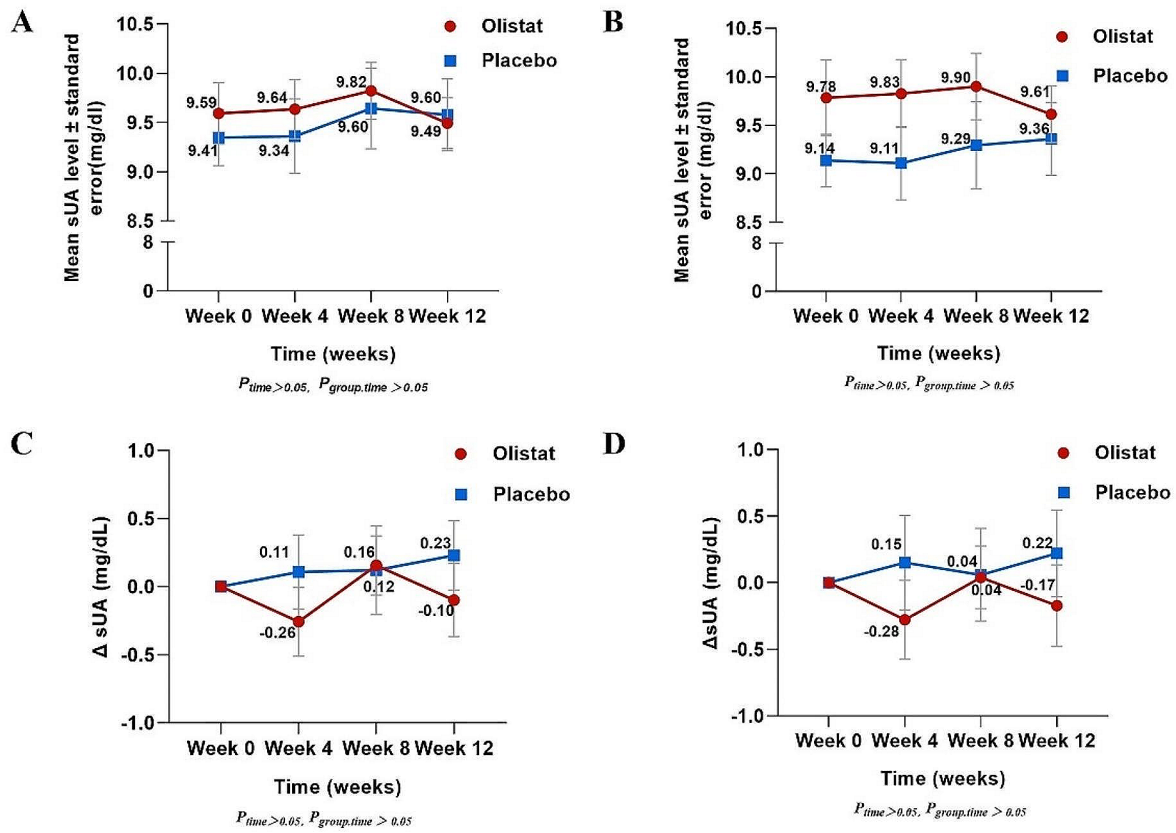 A
Mean sUA level ± standard
error(mg/dl)
10.5
10.0
9.5
9.0
8.5
8
0
Olistat
Placebo
9.59
9.64
9.82
9.60
9.41
9.34
9.60
9.49
Week 0 Week 4 Week 8 Week 12
Time (weeks)
Ptime>0.05, Pgroup.time >0.05
B
Mean sUA level ± standard
error (mg/dl)
10.5
10.0
9.5
9.0
8.5
8
0
Olistat
Placebo
9.78
9.83
9.90
9.61
9.14
9.11
9.29
9.36
Week 0 Week 4 Week 8 Week 12
Time (weeks)
Ptime>0.05, Pgroup.time > 0.05
C
Δ sUA (mg/dL)
1.0
0.5
0.0
-0.5
-1.0
Olistat
Placebo
0.11
0.16
0.23
-0.26
0.12
-0.10
Week 0 Week 4 Week 8 Week 12
Time (weeks)
Ptime>0.05, Pgroup.time > 0.05
D
ΔsUA (mg/dL)
1.0
0.5
0.0
-0.5
-1.0
Olistat
Placebo
0.15
0.04
0.22
-0.28
0.04
-0.17
Week 0 Week 4 Week 8 Week 12
Time (weeks)
Ptime>0.05, Pgroup.time > 0.05